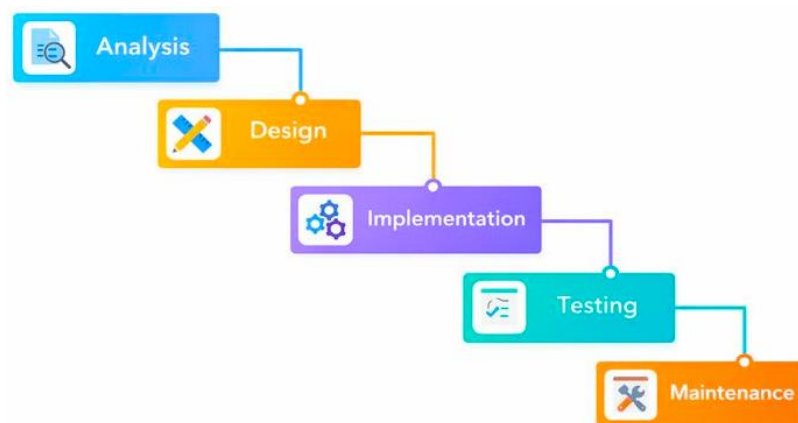 Analysis
Design
Implementation
Testing
Maintenance